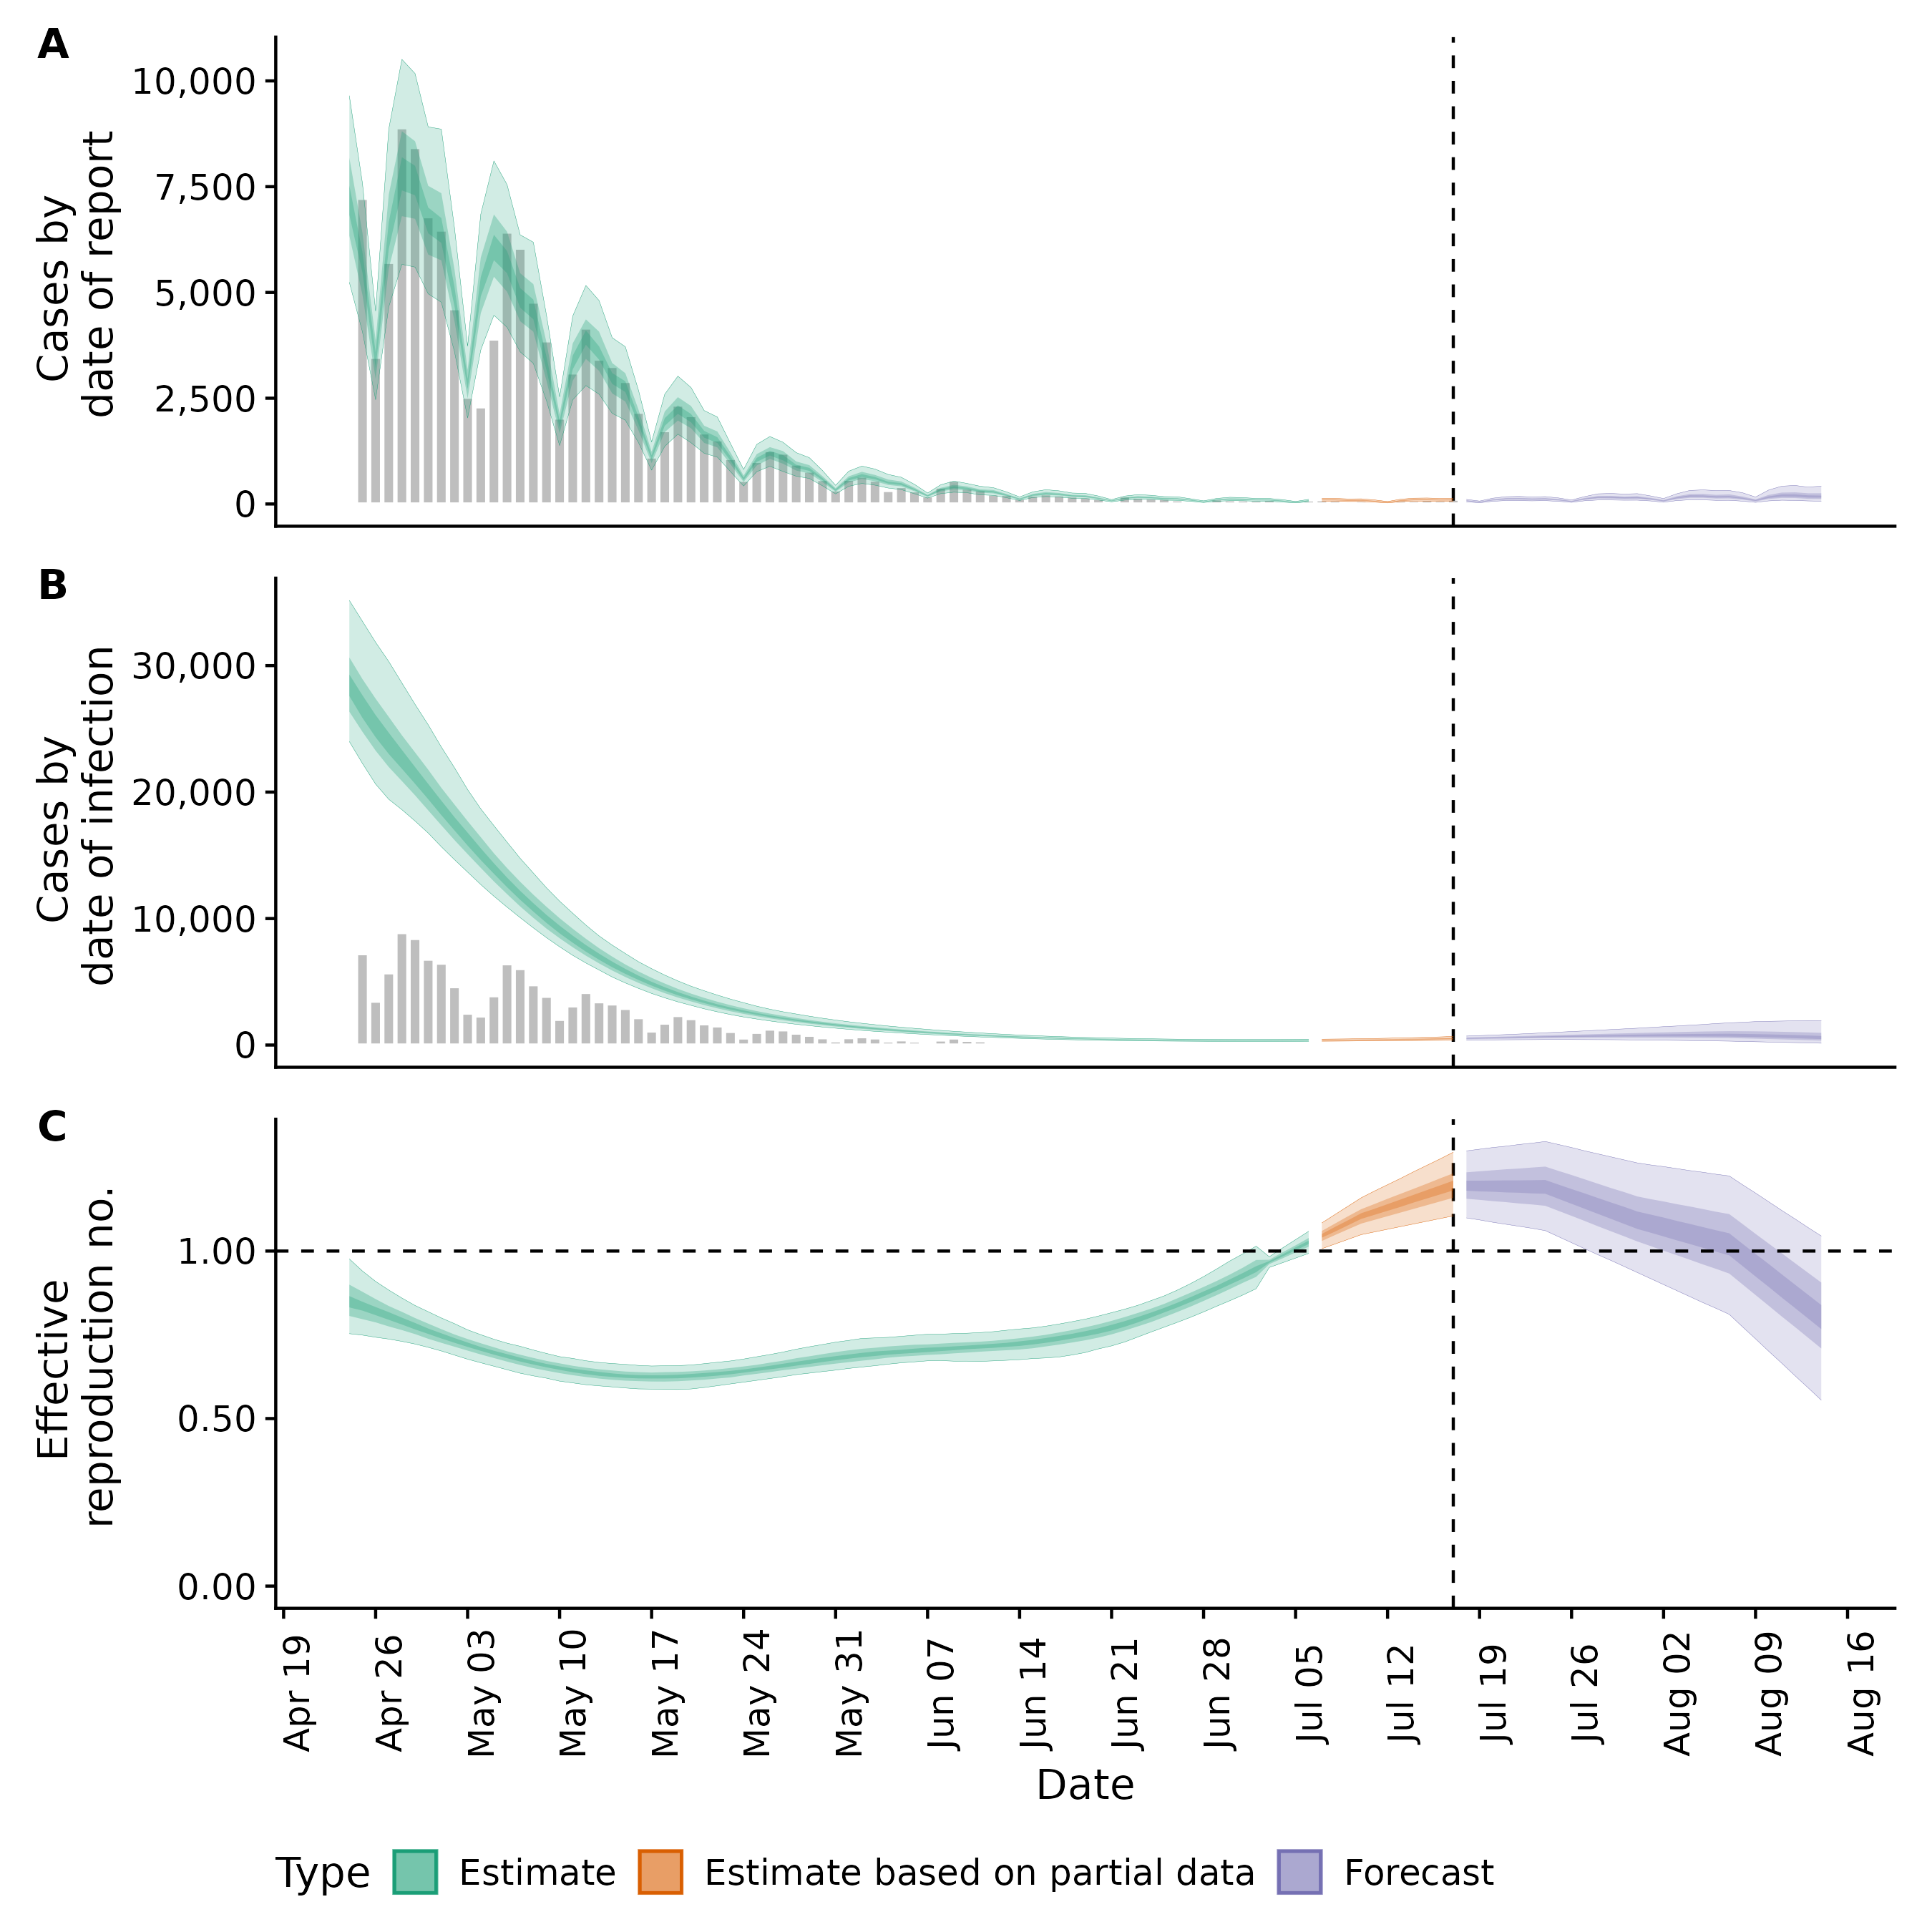 A
Cases by
date of report
10,000
7,500
5,000
2,500
0
B
Cases by
date of infection
30,000
20,000
10,000
0
C
Effective
reproduction no.
1.00
0.50
0.00
Apr 19
Apr 26
May 03
May 10
May 17
May 24
May 31
Jun 07
Jun 14
Jun 21
Jun 28
Jul 05
Jul 12
Jul 19
Jul 26
Aug 02
Aug 09
Aug 16
Date
Type Estimate Estimate based on partial data Forecast